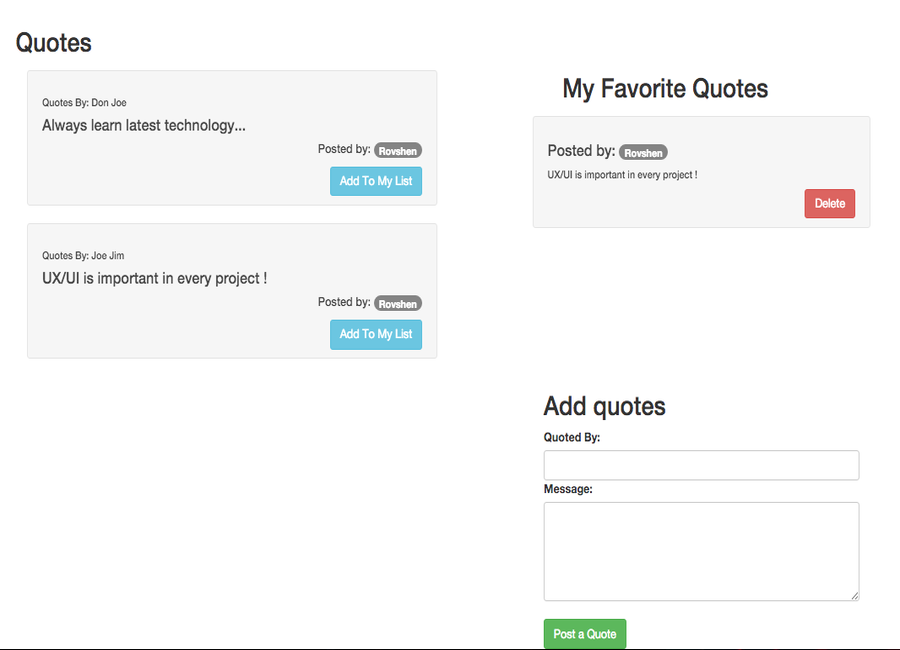 Quotes
Quotes By: Don Joe
Always learn latest technology...
Posted by: Rovshen
Add To My List
Quotes By: Joe Jim
UX/UI is important in every project !
Posted by: Rovshen
Add To My List
My Favorite Quotes
Posted by: Rovshen
UX/UI is important in every project !
Delete
Add quotes
Quoted By:
Message:
Post a Quote